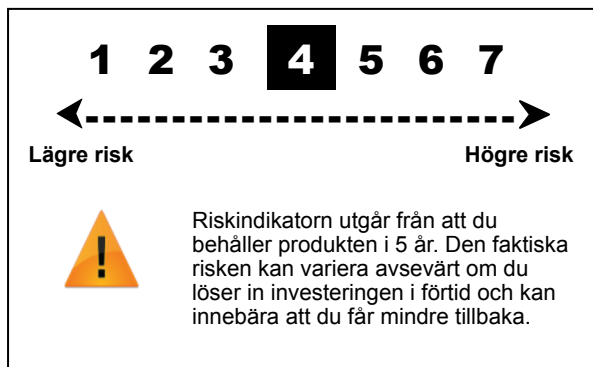 1 2 3 4 5 6 7
Lägre risk Högre risk
Riskindikatorn utgår från att du
behåller produkten i 5 år. Den faktiska
risken kan variera avsevärt om du
löser in investeringen i förtid och kan
innebära att du får mindre tillbaka.